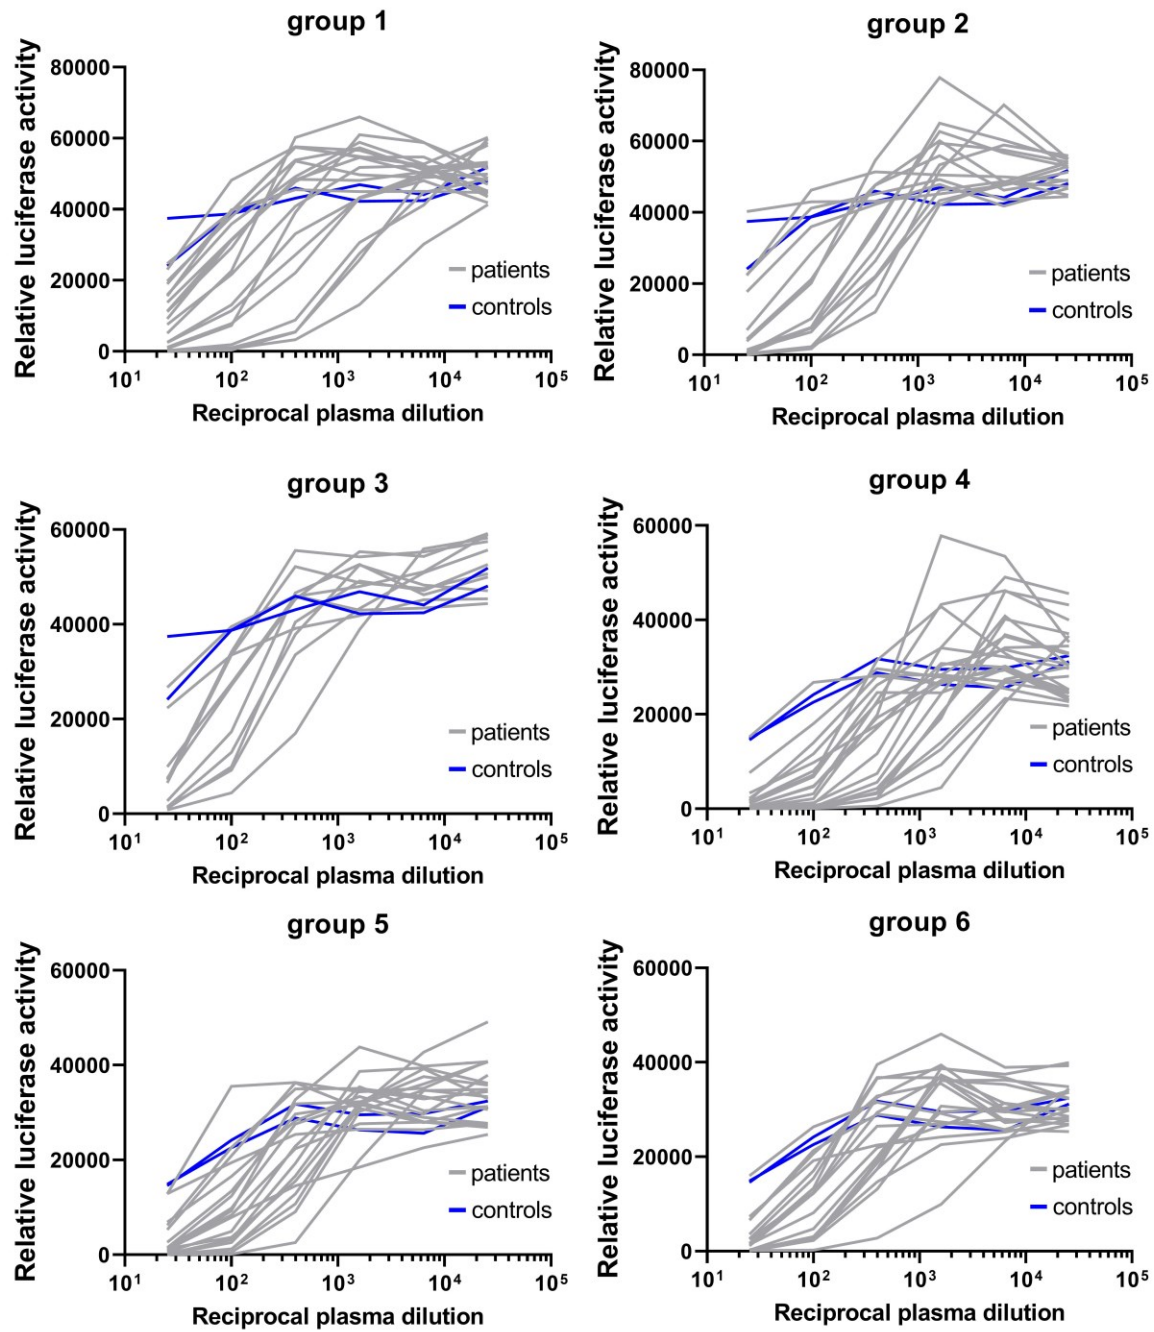 group 1
Relative luciferase activity
80000
60000
40000
20000
0
patients
controls
10¹ 10² 10³ 10⁴ 10⁵
Reciprocal plasma dilution
group 2
Relative luciferase activity
80000
60000
40000
20000
0
patients
controls
10¹ 10² 10³ 10⁴ 10⁵
Reciprocal plasma dilution
group 3
Relative luciferase activity
60000
40000
20000
0
patients
controls
10¹ 10² 10³ 10⁴ 10⁵
Reciprocal plasma dilution
group 4
Relative luciferase activity
60000
40000
20000
0
patients
controls
10¹ 10² 10³ 10⁴ 10⁵
Reciprocal plasma dilution
group 5
Relative luciferase activity
60000
40000
20000
0
patients
controls
10¹ 10² 10³ 10⁴ 10⁵
Reciprocal plasma dilution
group 6
Relative luciferase activity
60000
40000
20000
0
patients
controls
10¹ 10² 10³ 10⁴ 10⁵
Reciprocal plasma dilution